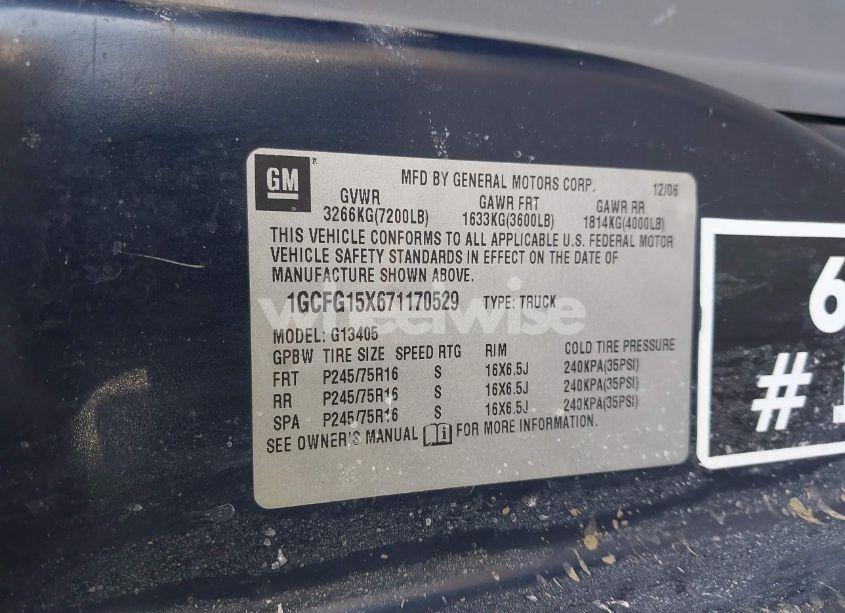 GM
MFD BY GENERAL MOTORS CORP. 12/06
GVWR GAWR FRT GAWR RR
3266KG(7200LB) 1633KG(3600LB) 1814KG(4000LB)
THIS VEHICLE CONFORMS TO ALL APPLICABLE U.S. FEDERAL MOTOR
VEHICLE SAFETY STANDARDS IN EFFECT ON THE DATE OF
MANUFACTURE SHOWN ABOVE.
1GCFG15X671170529 TYPE: TRUCK
wheelwise
MODEL: G13405
GPBW TIRE SIZE SPEED RTG RIM COLD TIRE PRESSURE
FRT P245/75R16 S 16X6.5J 240KPA(35PSI)
RR P245/75R16 S 16X6.5J 240KPA(35PSI)
SPA P245/75R16 S 16X6.5J 240KPA(35PSI)
SEE OWNER'S MANUAL FOR MORE INFORMATION.
6
#